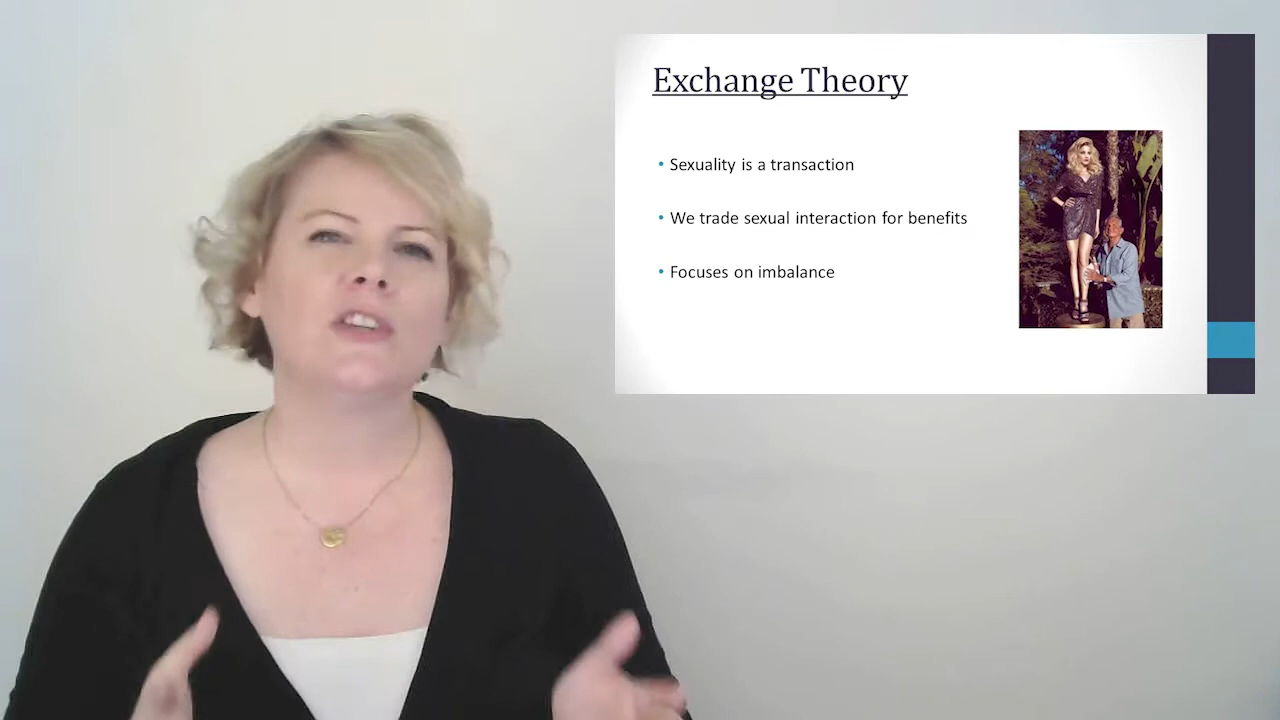 Exchange Theory
• Sexuality is a transaction
• We trade sexual interaction for benefits
• Focuses on imbalance